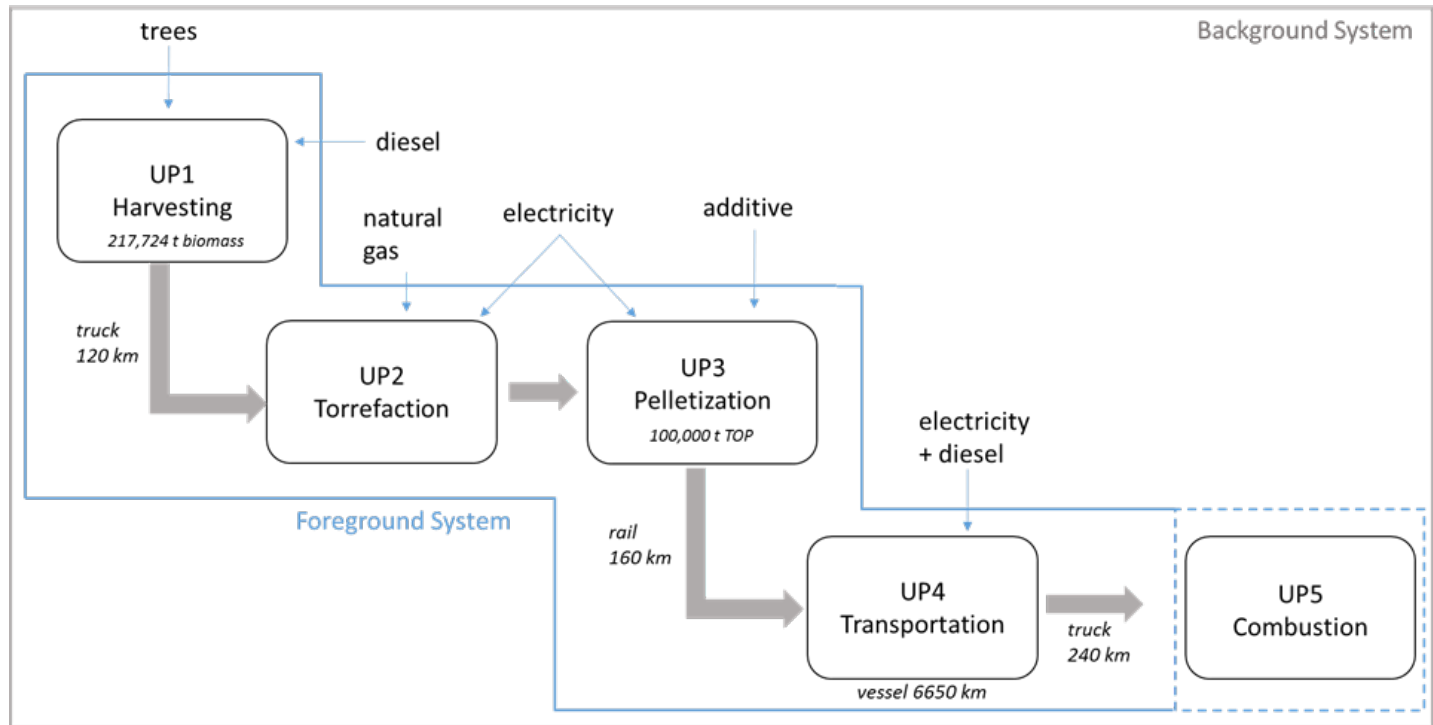 trees
Background System
diesel
UP1
Harvesting
217,724 t biomass
natural
gas
electricity
additive
truck
120 km
UP2
Torrefaction
UP3
Pelletization
100,000 t TOP
electricity
+ diesel
Foreground System
rail
160 km
UP4
Transportation
truck
240 km
UP5
Combustion
vessel 6650 km